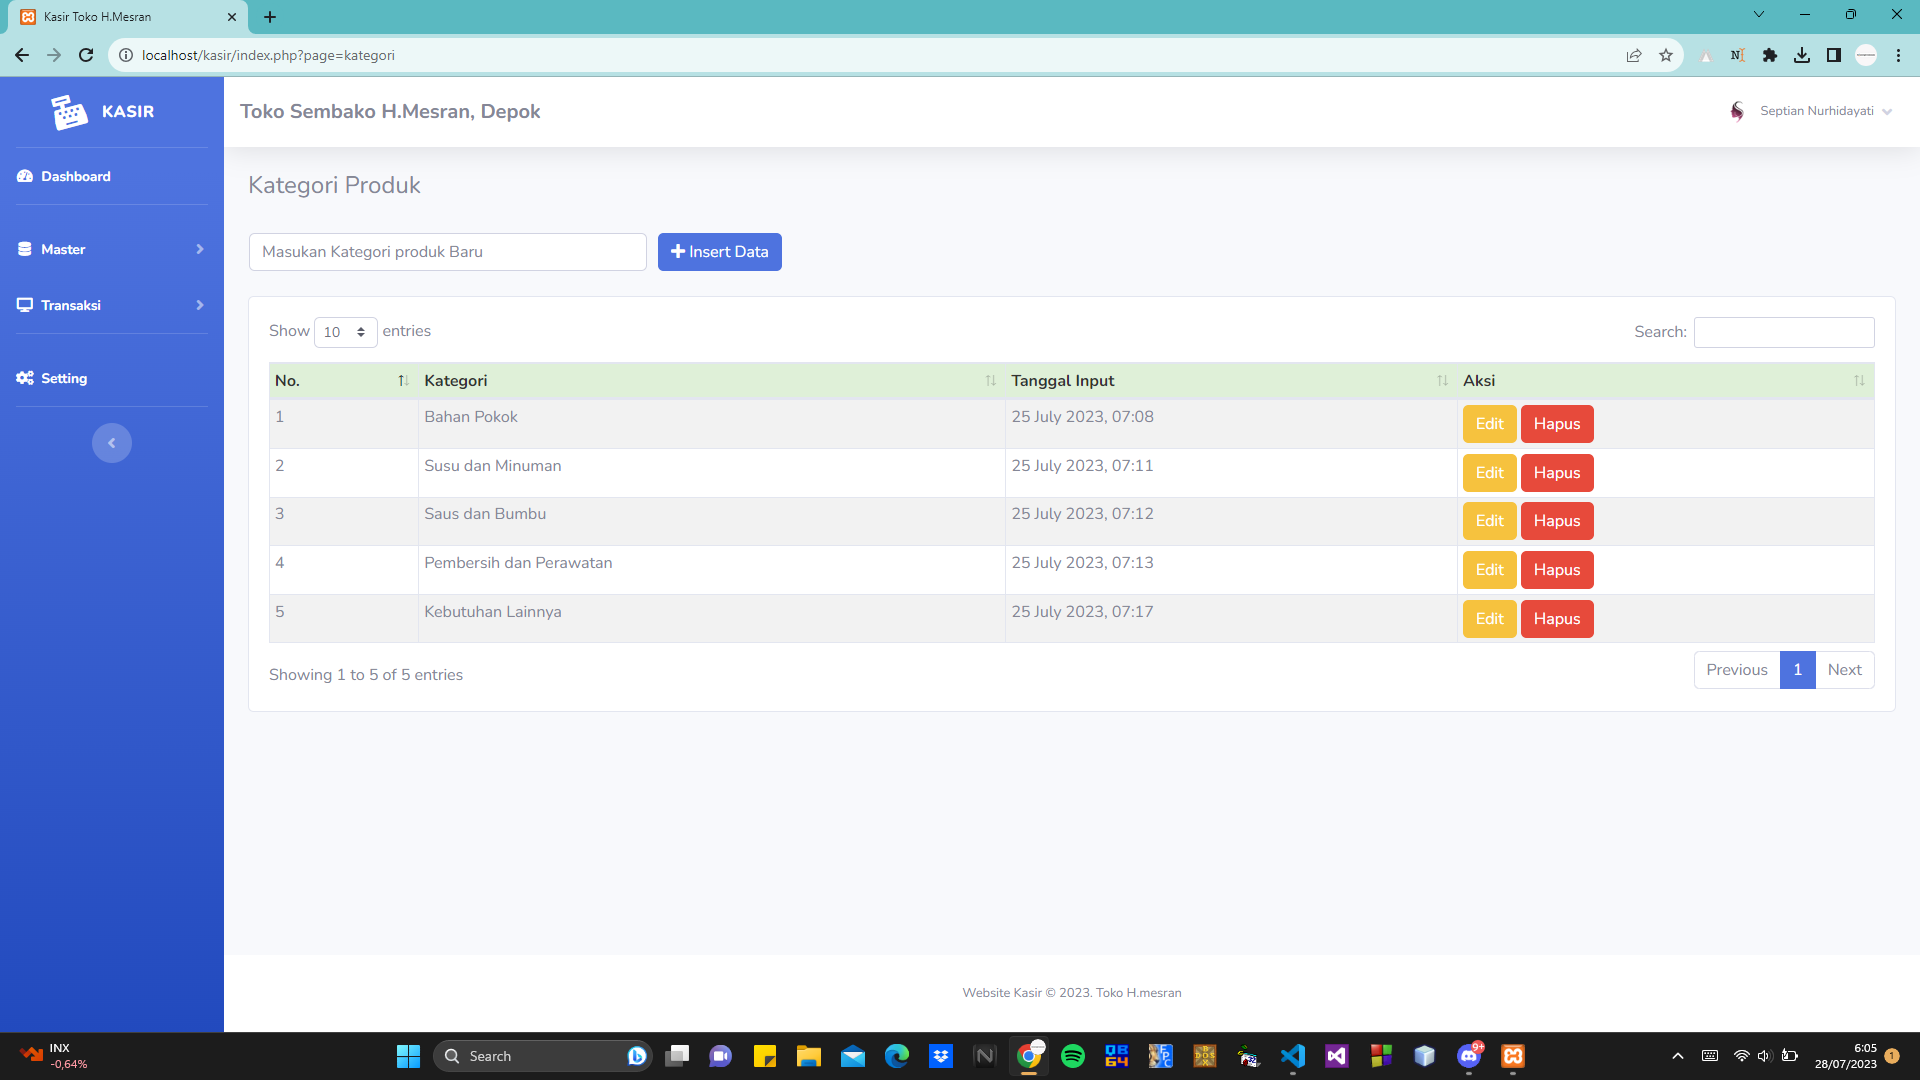 Kasir Toko H.Mesran
localhost/kasir/index.php?page=kategori
KASIR
Toko Sembako H.Mesran, Depok
Septian Nurhidayati
Dashboard
Master
Transaksi
Setting
Kategori Produk
Masukan Kategori produk Baru
Insert Data
Show 10 entries
Search:
No. Kategori Tanggal Input Aksi
1 Bahan Pokok 25 July 2023, 07:08 Edit Hapus
2 Susu dan Minuman 25 July 2023, 07:11 Edit Hapus
3 Saus dan Bumbu 25 July 2023, 07:12 Edit Hapus
4 Pembersih dan Perawatan 25 July 2023, 07:13 Edit Hapus
5 Kebutuhan Lainnya 25 July 2023, 07:17 Edit Hapus
Showing 1 to 5 of 5 entries
Previous 1 Next
Website Kasir © 2023. Toko H.mesran
INX
-0,64%
Search
QB
64
9+
6:05
28/07/2023
1